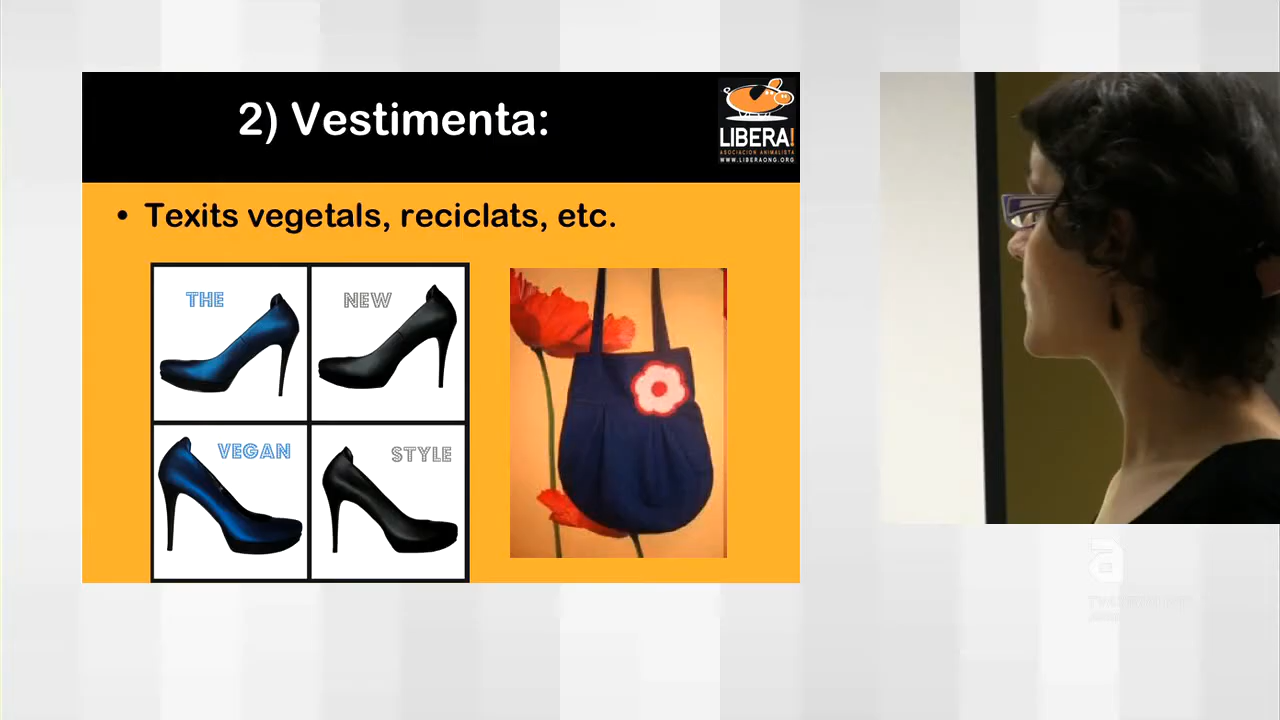 2) Vestimenta:
LIBERA!
ASOCIACION ANIMALISTA
WWW.LIBERAONG.ORG
• Texits vegetals, reciclats, etc.
THE
NEW
VEGAN
STYLE
a